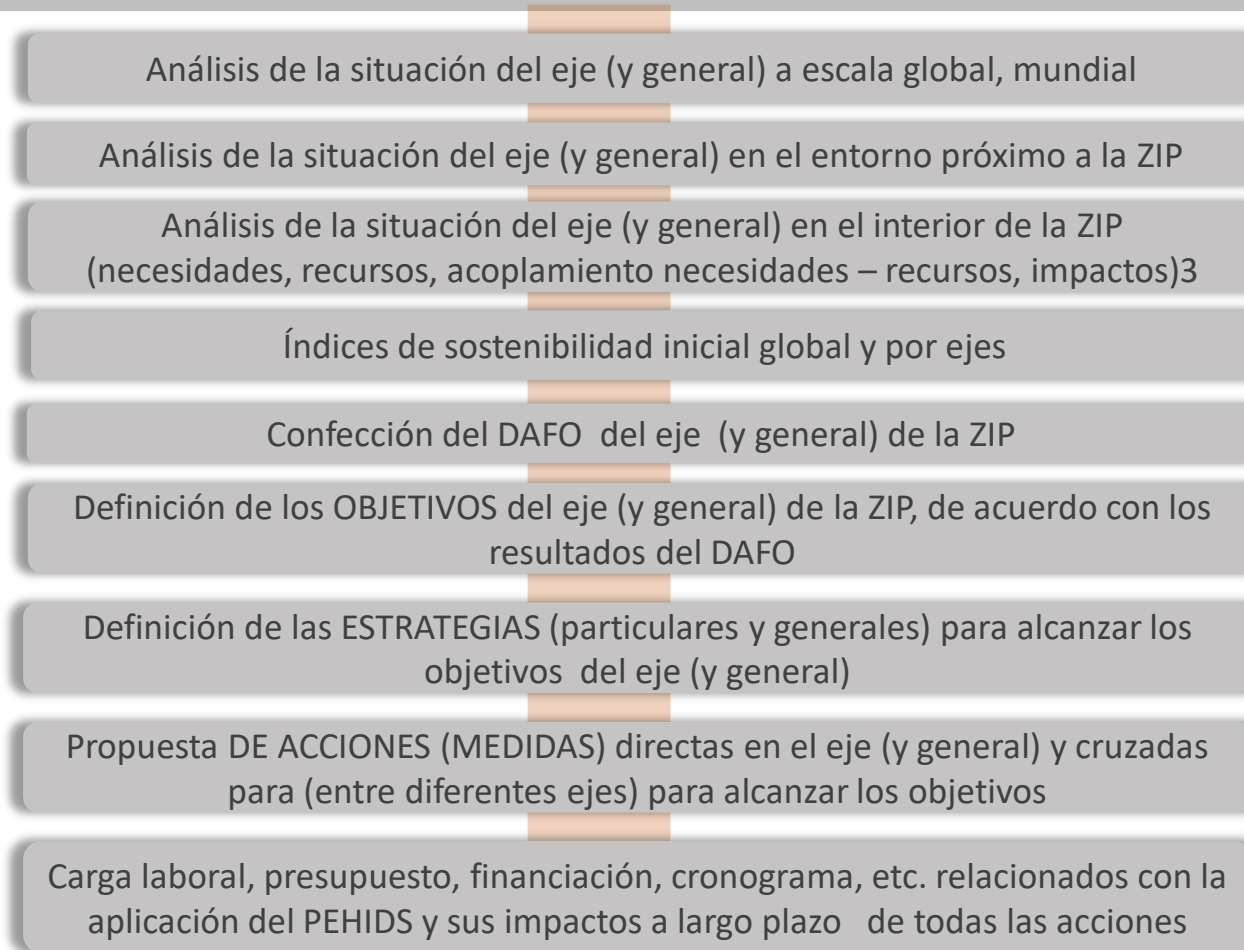 Análisis de la situación del eje (y general) a escala global, mundial
Análisis de la situación del eje (y general) en el entorno próximo a la ZIP
Análisis de la situación del eje (y general) en el interior de la ZIP
(necesidades, recursos, acoplamiento necesidades – recursos, impactos)3
Índices de sostenibilidad inicial global y por ejes
Confección del DAFO del eje (y general) de la ZIP
Definición de los OBJETIVOS del eje (y general) de la ZIP, de acuerdo con los
resultados del DAFO
Definición de las ESTRATEGIAS (particulares y generales) para alcanzar los
objetivos del eje (y general)
Propuesta DE ACCIONES (MEDIDAS) directas en el eje (y general) y cruzadas
para (entre diferentes ejes) para alcanzar los objetivos
Carga laboral, presupuesto, financiación, cronograma, etc. relacionados con la
aplicación del PEHIDS y sus impactos a largo plazo de todas las acciones